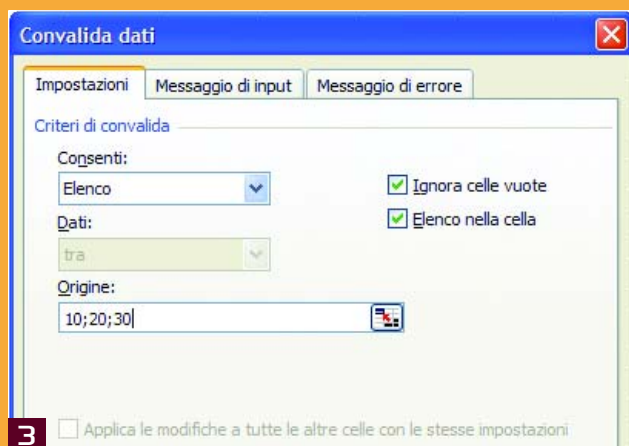 Convalida dati
Impostazioni Messaggio di input Messaggio di errore
Criteri di convalida
Consenti:
Elenco
Ignora celle vuote
Dati:
Elenco nella cella
tra
Origine:
10;20;30
3
Applica le modifiche a tutte le altre celle con le stesse impostazioni